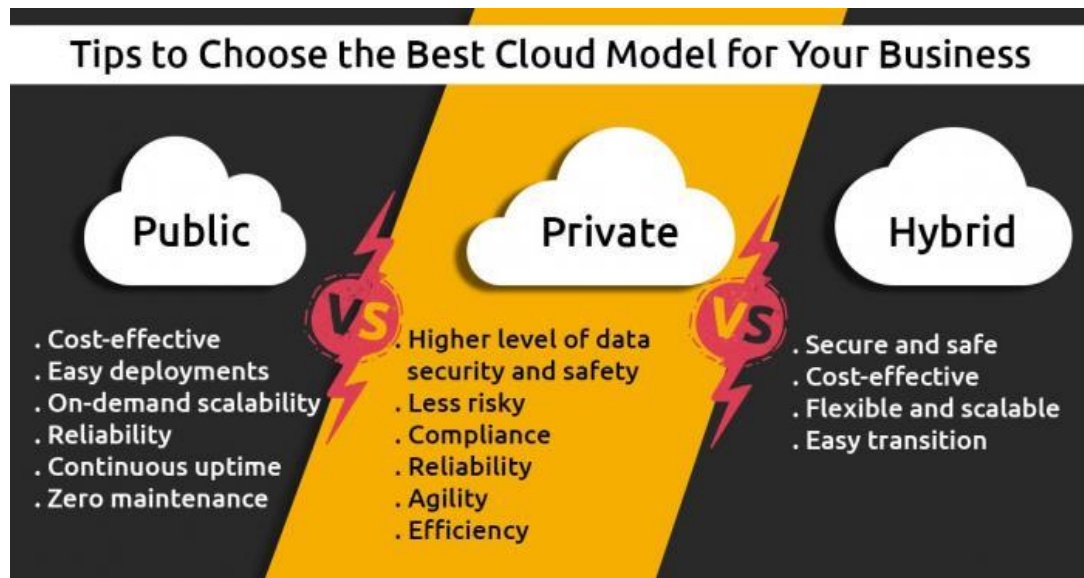 Tips to Choose the Best Cloud Model for Your Business
Public
. Cost-effective
. Easy deployments
. On-demand scalability
. Reliability
. Continuous uptime
. Zero maintenance
VS
Private
. Higher level of data
security and safety
. Less risky
. Compliance
. Reliability
. Agility
. Efficiency
VS
Hybrid
. Secure and safe
. Cost-effective
. Flexible and scalable
. Easy transition